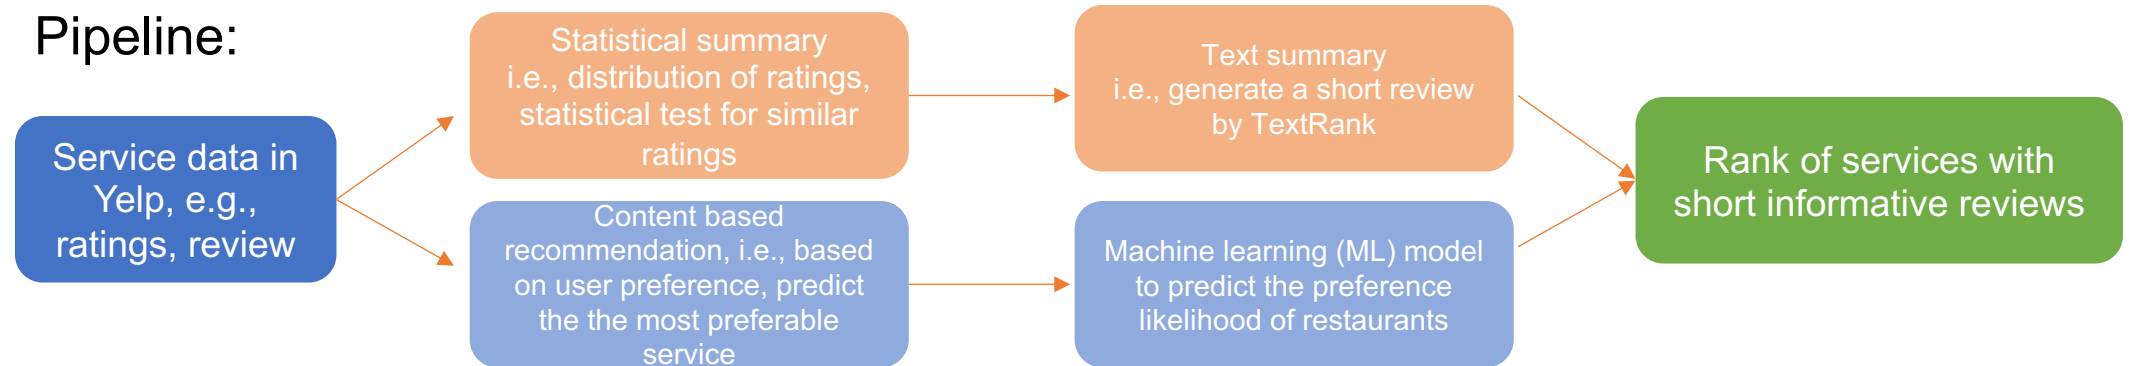 Pipeline:
Service data in
Yelp, e.g.,
ratings, review
Statistical summary
i.e., distribution of ratings,
statistical test for similar
ratings
Text summary
i.e., generate a short review
by TextRank
Content based
recommendation, i.e., based
on user preference, predict
the the most preferable
service
Machine learning (ML) model
to predict the preference
likelihood of restaurants
Rank of services with
short informative reviews